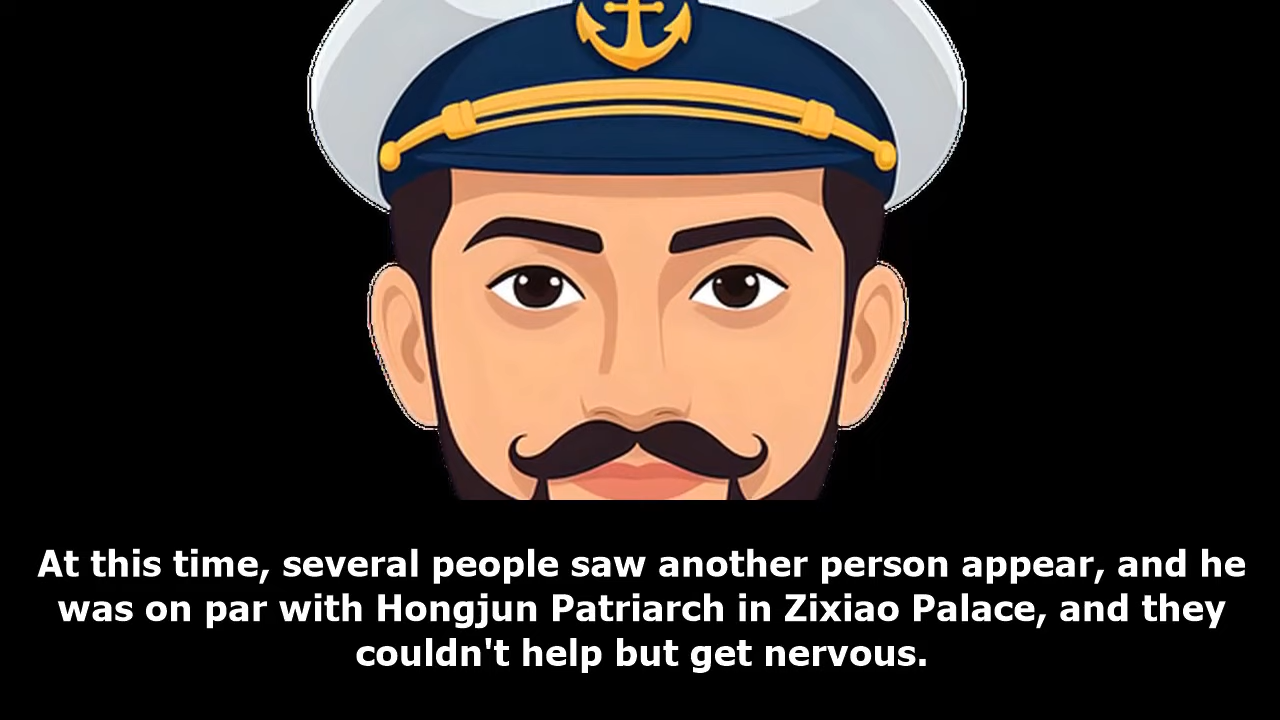 At this time, several people saw another person appear, and he
was on par with Hongjun Patriarch in Zixiao Palace, and they
couldn't help but get nervous.